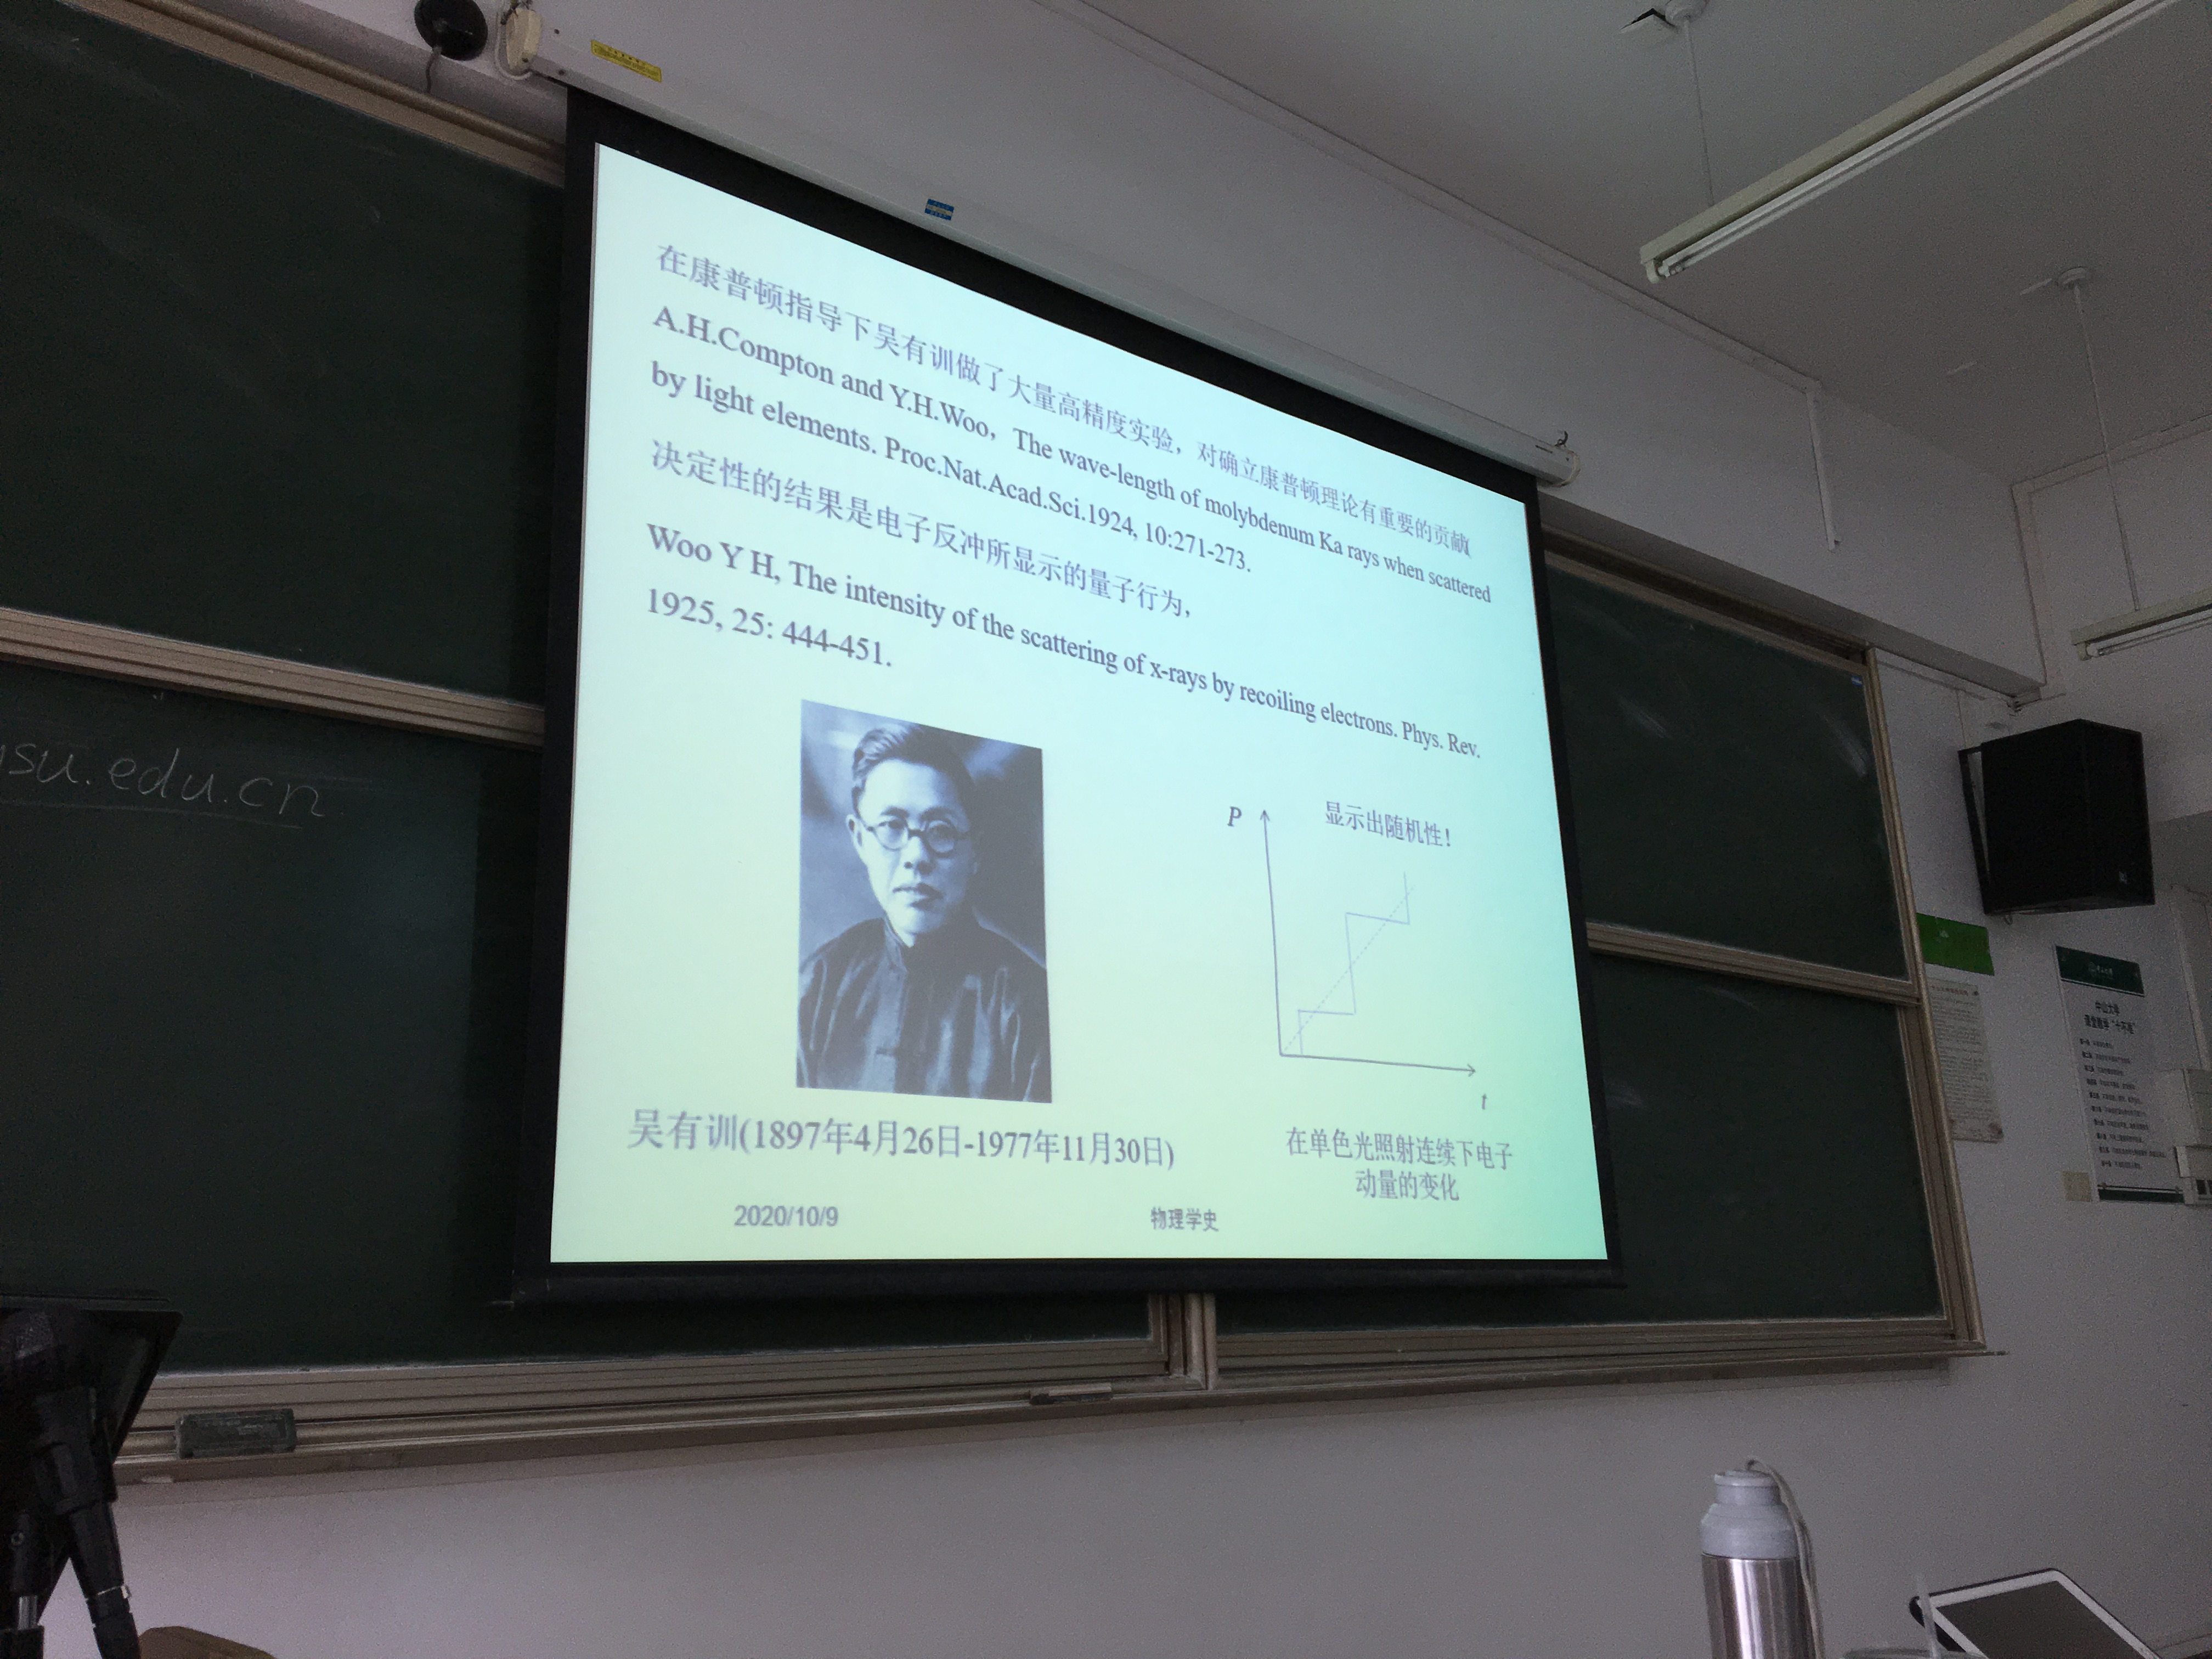 在康普顿指导下吴有训做了大量高精度实验，对确立康普顿理论有重要的贡献
A.H.Compton and Y.H.Woo，The wave-length of molybdenum Ka rays when scattered
by light elements. Proc.Nat.Acad.Sci.1924, 10:271-273.
决定性的结果是电子反冲所显示的量子行为,
Woo Y H, The intensity of the scattering of x-rays by recoiling electrons. Phys. Rev.
1925, 25: 444-451.
P
显示出随机性!
t
吴有训(1897年4月26日-1977年11月30日)
在单色光照射连续下电子
动量的变化
2020/10/9
物理学史
su.edu.cn
中山大学